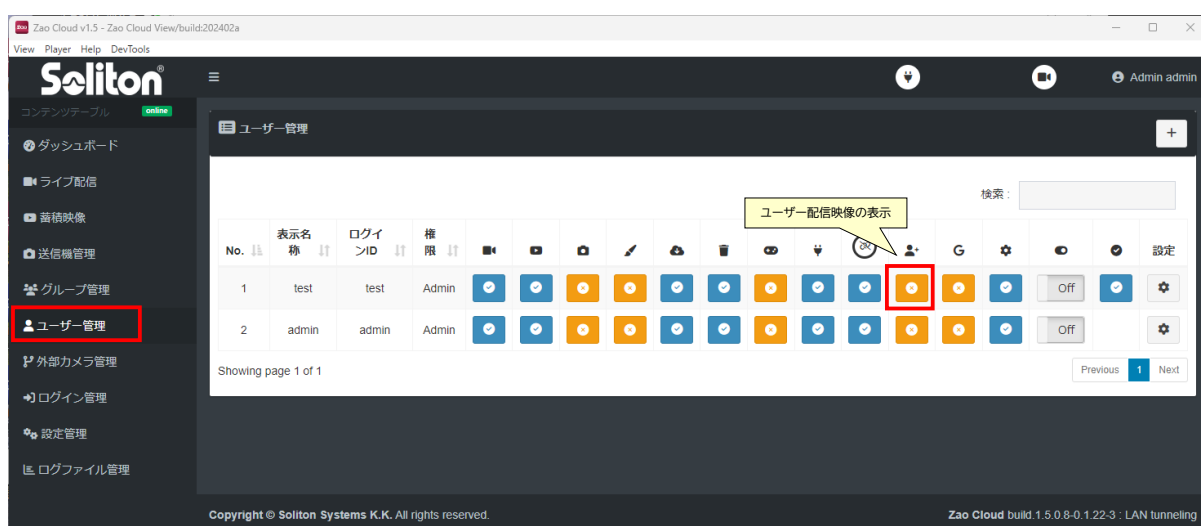 Zao Cloud v1.5 - Zao Cloud View/build:202402a
View Player Help DevTools
Soliton®
Admin admin
コンテンツテーブル online
ダッシュボード
ライブ配信
蓄積映像
送信機管理
グループ管理
ユーザー管理
外部カメラ管理
ログイン管理
設定管理
ログファイル管理
ユーザー管理
+
検索 :
ユーザー配信映像の表示
No. 表示名称 ログインID 権限 G 設定
1 test test Admin Off
2 admin admin Admin Off
Showing page 1 of 1
Previous 1 Next
Copyright © Soliton Systems K.K. All rights reserved.
Zao Cloud build.1.5.0.8-0.1.22-3 : LAN tunneling